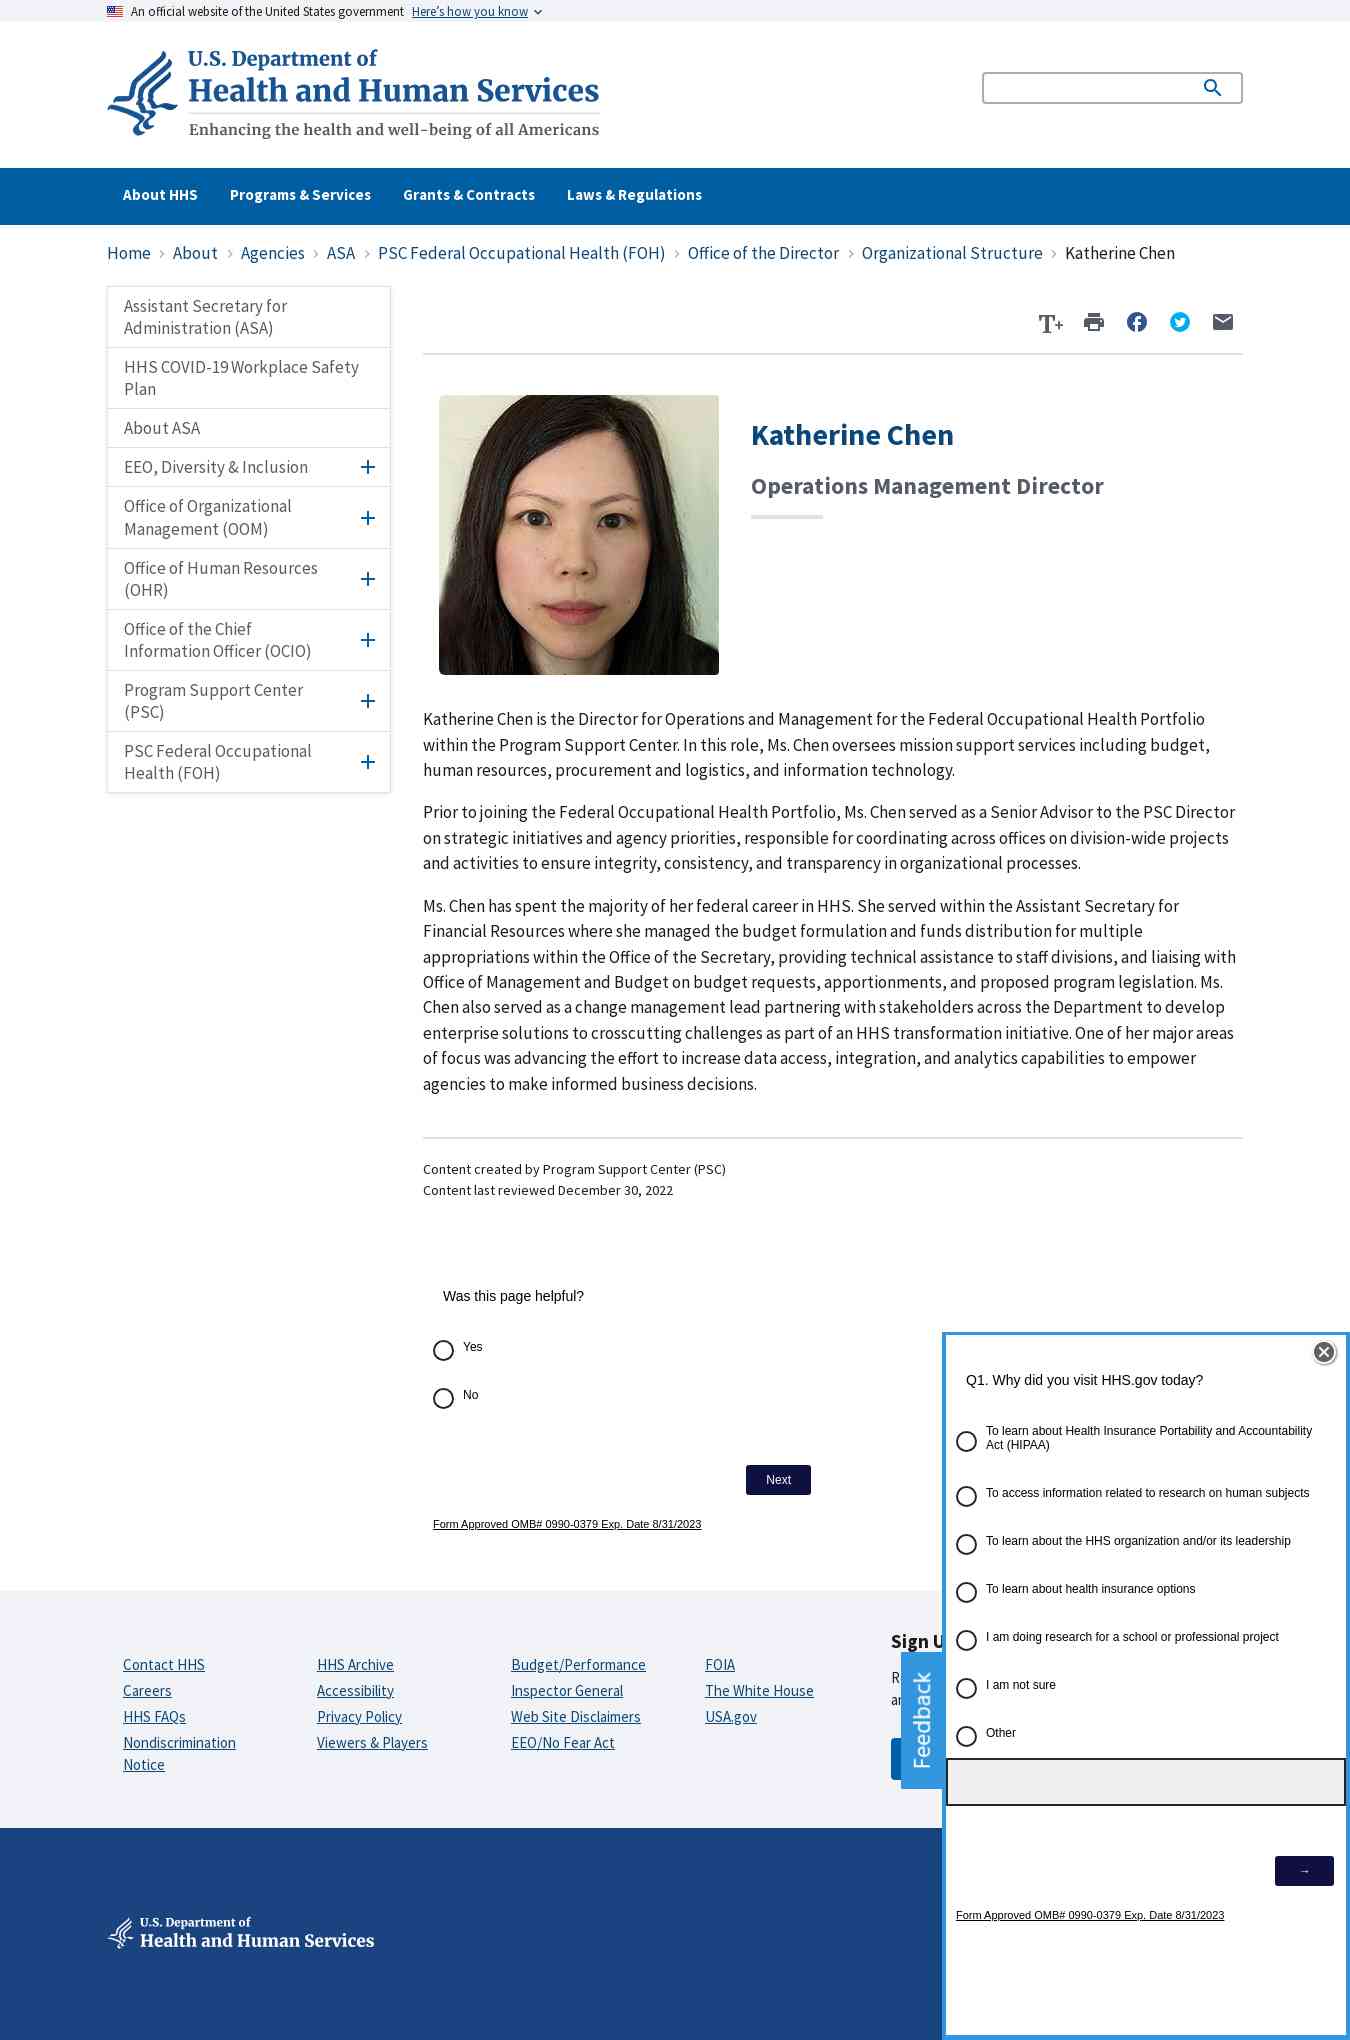 An official website of the United States government Here's how you know
U.S. Department of
Health and Human Services
Enhancing the health and well-being of all Americans
About HHS Programs & Services Grants & Contracts Laws & Regulations
Home › About › Agencies › ASA › PSC Federal Occupational Health (FOH) › Office of the Director › Organizational Structure › Katherine Chen
Assistant Secretary for
Administration (ASA)
HHS COVID-19 Workplace Safety
Plan
About ASA
EEO, Diversity & Inclusion
Office of Organizational
Management (OOM)
Office of Human Resources
(OHR)
Office of the Chief
Information Officer (OCIO)
Program Support Center
(PSC)
PSC Federal Occupational
Health (FOH)
T+
Katherine Chen
Operations Management Director
Katherine Chen is the Director for Operations and Management for the Federal Occupational Health Portfolio
within the Program Support Center. In this role, Ms. Chen oversees mission support services including budget,
human resources, procurement and logistics, and information technology.
Prior to joining the Federal Occupational Health Portfolio, Ms. Chen served as a Senior Advisor to the PSC Director
on strategic initiatives and agency priorities, responsible for coordinating across offices on division-wide projects
and activities to ensure integrity, consistency, and transparency in organizational processes.
Ms. Chen has spent the majority of her federal career in HHS. She served within the Assistant Secretary for
Financial Resources where she managed the budget formulation and funds distribution for multiple
appropriations within the Office of the Secretary, providing technical assistance to staff divisions, and liaising with
Office of Management and Budget on budget requests, apportionments, and proposed program legislation. Ms.
Chen also served as a change management lead partnering with stakeholders across the Department to develop
enterprise solutions to crosscutting challenges as part of an HHS transformation initiative. One of her major areas
of focus was advancing the effort to increase data access, integration, and analytics capabilities to empower
agencies to make informed business decisions.
Content created by Program Support Center (PSC)
Content last reviewed December 30, 2022
Was this page helpful?
Yes
No
Next
Form Approved OMB# 0990-0379 Exp. Date 8/31/2023
Q1. Why did you visit HHS.gov today?
To learn about Health Insurance Portability and Accountability
Act (HIPAA)
To access information related to research on human subjects
To learn about the HHS organization and/or its leadership
To learn about health insurance options
I am doing research for a school or professional project
I am not sure
Other
→
Form Approved OMB# 0990-0379 Exp. Date 8/31/2023
Feedback
Sign
Contact HHS
Careers
HHS FAQs
Nondiscrimination
Notice
HHS Archive
Accessibility
Privacy Policy
Viewers & Players
Budget/Performance
Inspector General
Web Site Disclaimers
EEO/No Fear Act
FOIA
The White House
USA.gov
U.S. Department of
Health and Human Services